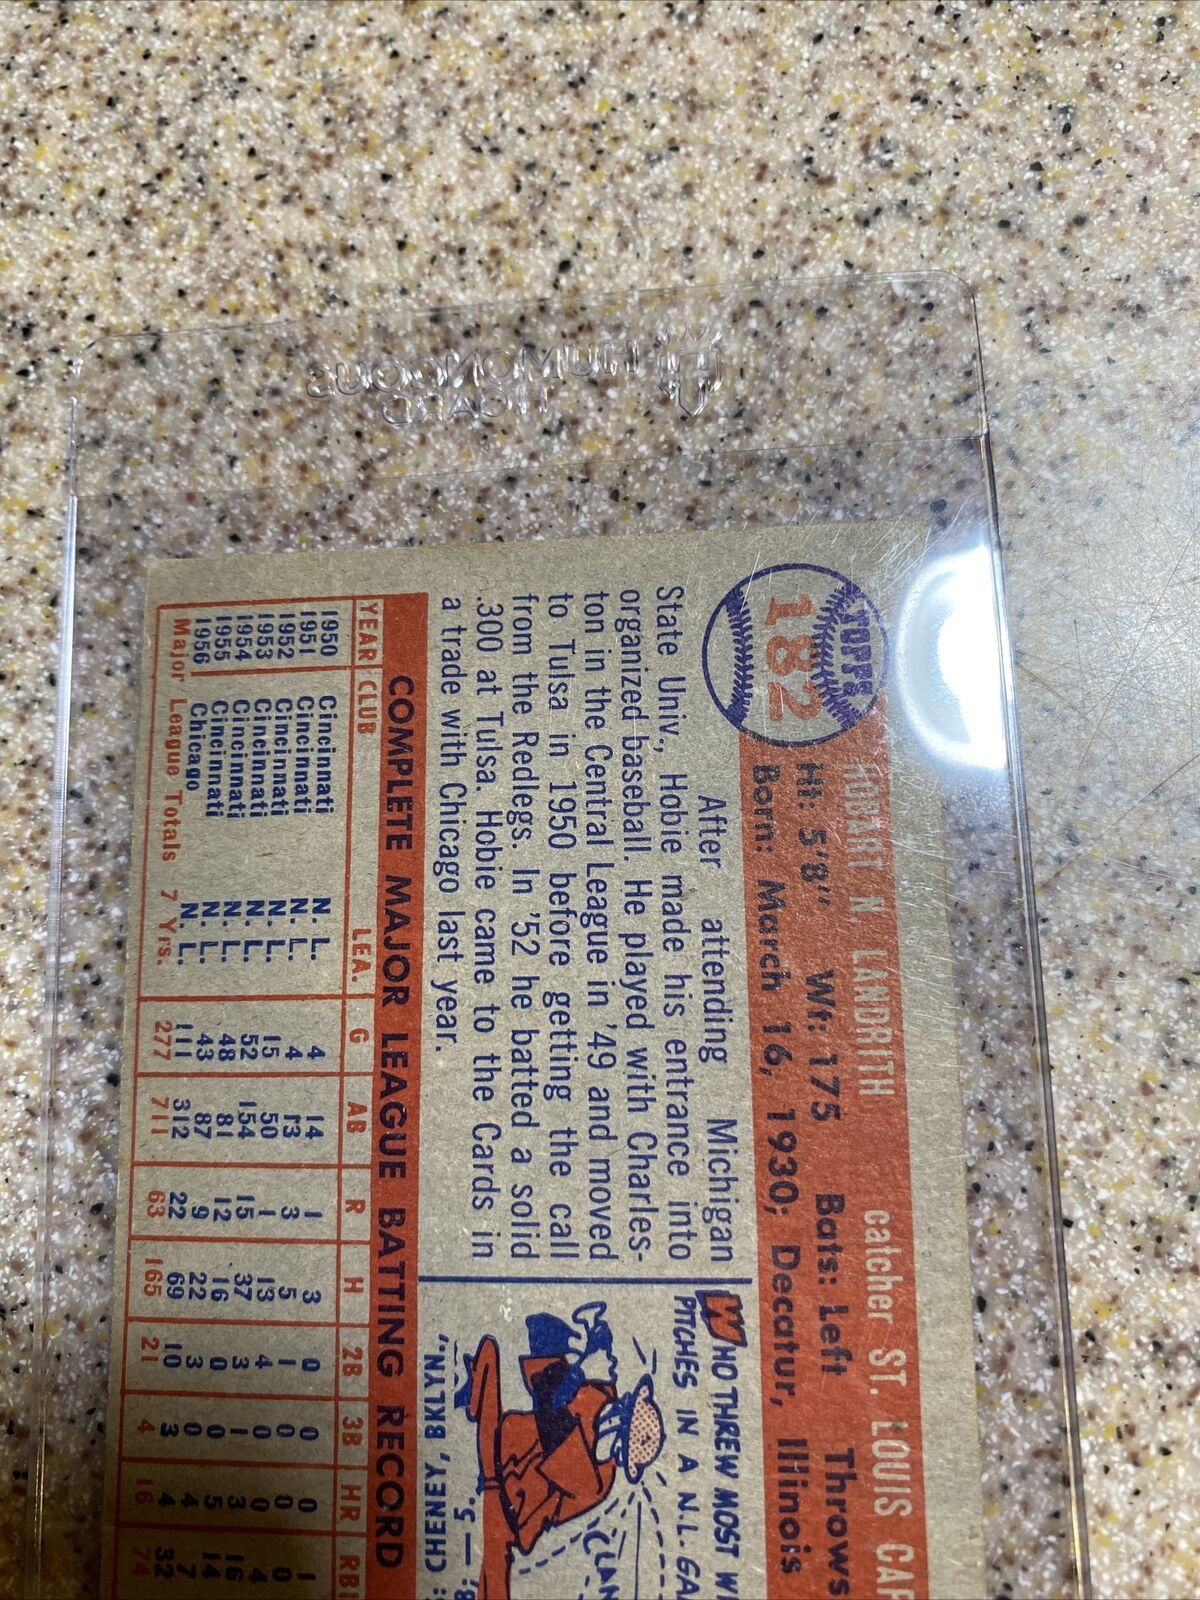 HUMONGOUS
HOARD
TOPPS
182
HOBART N. LANDRITH catcher ST. LOUIS CAR
Ht: 5'8" Wt: 175 Bats: Left Throws
Born: March 16, 1930; Decatur, Illinois
After attending Michigan
State Univ., Hobie made his entrance into
organized baseball. He played with Charles-
ton in the Central League in '49 and moved
to Tulsa in 1950 before getting the call
from the Redlegs. In '52 he batted a solid
.300 at Tulsa. Hobie came to the Cards in
a trade with Chicago last year.
WHO THREW MOST WI
PITCHES IN A N.L. GA
CLAN
CHENEY, BKLYN.,
COMPLETE MAJOR LEAGUE BATTING RECORD
YEAR CLUB LEA. G AB R H 2B 3B HR RBI
1950 Cincinnati N. L. 4 14 1 3 0 0 0 1
1951 Cincinnati N. L. 4 13 3 5 1 0 0 0
1952 Cincinnati N. L. 15 50 1 13 4 0 0 4
1953 Cincinnati N. L. 52 154 15 37 3 1 3 16
1954 Cincinnati N. L. 48 81 12 16 0 0 5 14
1955 Cincinnati N. L. 43 87 9 22 3 0 4 7
1956 Chicago N. L. 111 312 22 69 10 3 4 32
Major League Totals 7 Yrs. 277 711 63 165 21 4 16 74